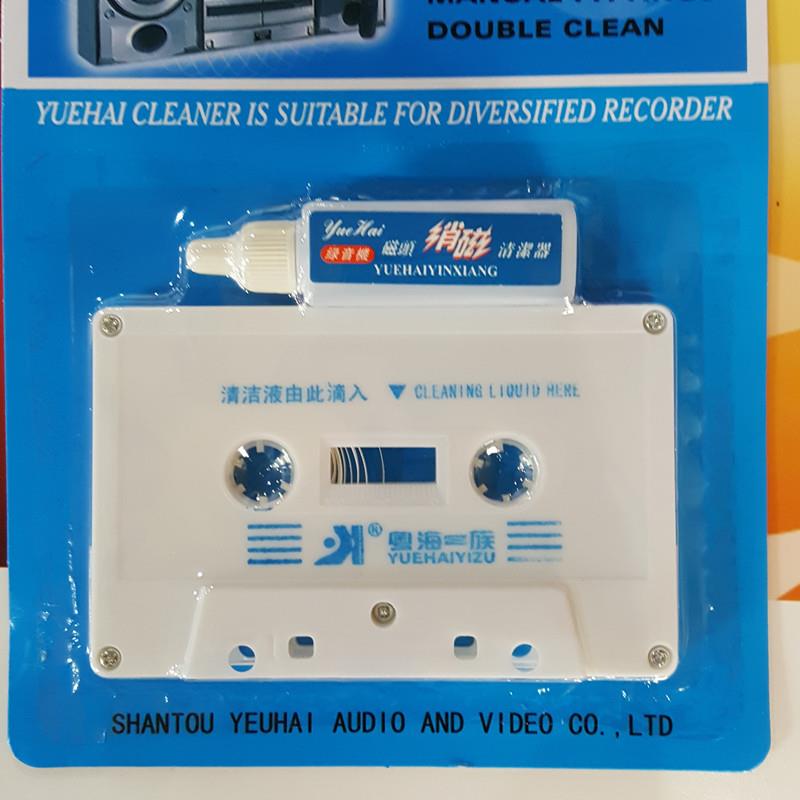 DOUBLE CLEAN
YUEHAI CLEANER IS SUITABLE FOR DIVERSIFIED RECORDER
YueHai
錄音機 磁頭 消磁 清潔器
YUEHAIYINXIANG
清洁液由此滴入 ▼ CLEANING LIQUID HERE
® 粤海一族
YUEHAIYIZU
SHANTOU YEUHAI AUDIO AND VIDEO CO.,LTD